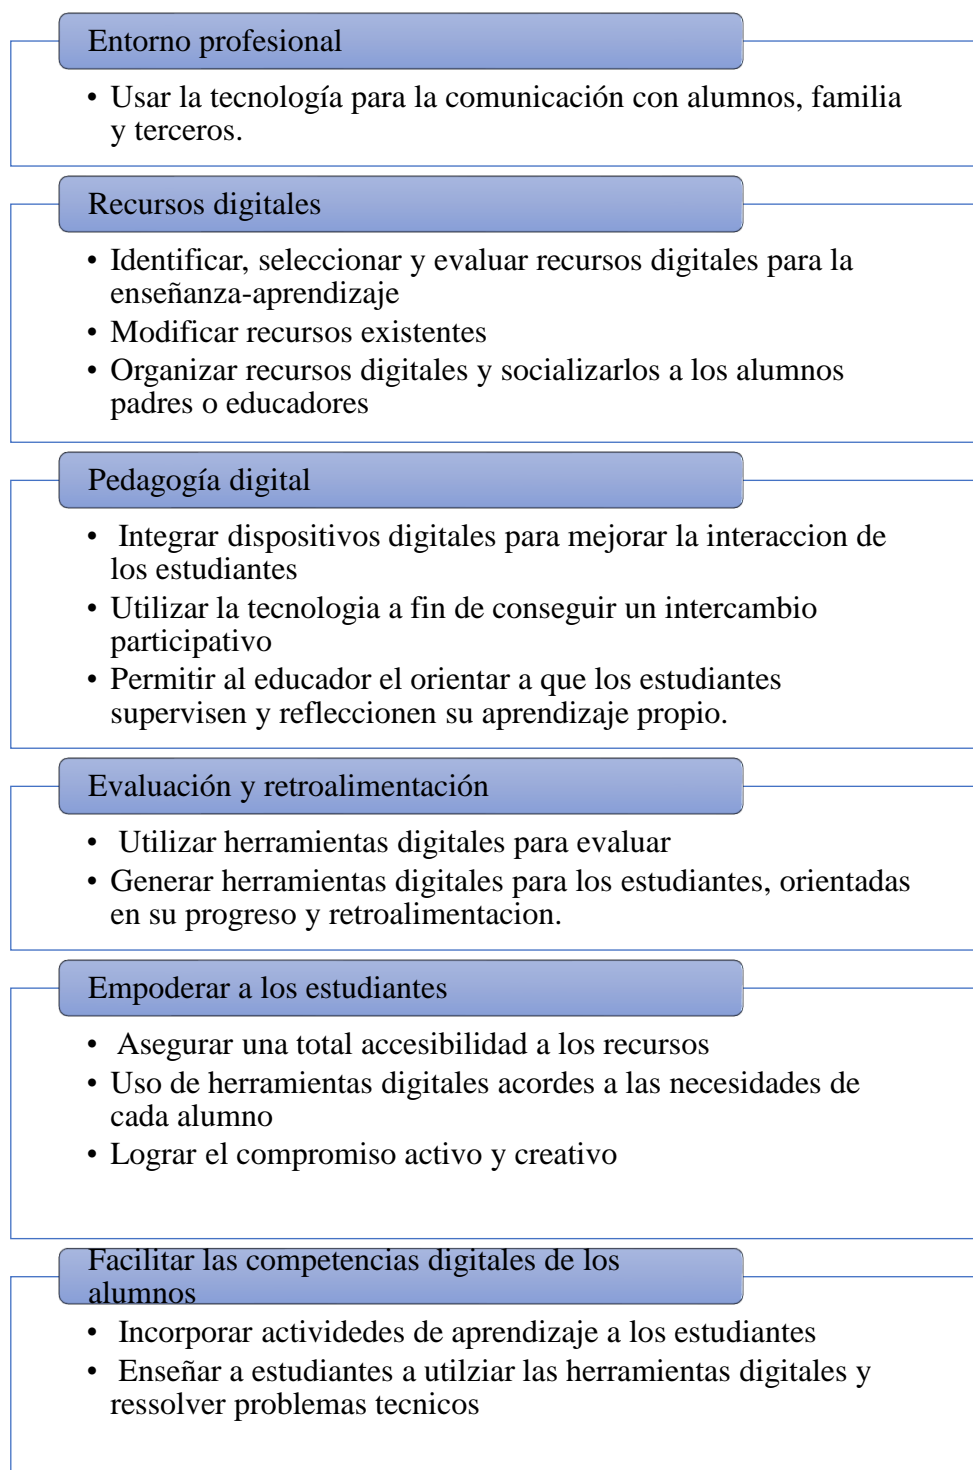 Entorno profesional
• Usar la tecnología para la comunicación con alumnos, familia
y terceros.
Recursos digitales
• Identificar, seleccionar y evaluar recursos digitales para la
enseñanza-aprendizaje
• Modificar recursos existentes
• Organizar recursos digitales y socializarlos a los alumnos
padres o educadores
Pedagogía digital
• Integrar dispositivos digitales para mejorar la interaccion de
los estudiantes
• Utilizar la tecnologia a fin de conseguir un intercambio
participativo
• Permitir al educador el orientar a que los estudiantes
supervisen y refleccionen su aprendizaje propio.
Evaluación y retroalimentación
• Utilizar herramientas digitales para evaluar
• Generar herramientas digitales para los estudiantes, orientadas
en su progreso y retroalimentacion.
Empoderar a los estudiantes
• Asegurar una total accesibilidad a los recursos
• Uso de herramientas digitales acordes a las necesidades de
cada alumno
• Lograr el compromiso activo y creativo
Facilitar las competencias digitales de los
alumnos
• Incorporar actividedes de aprendizaje a los estudiantes
• Enseñar a estudiantes a utilziar las herramientas digitales y
ressolver problemas tecnicos